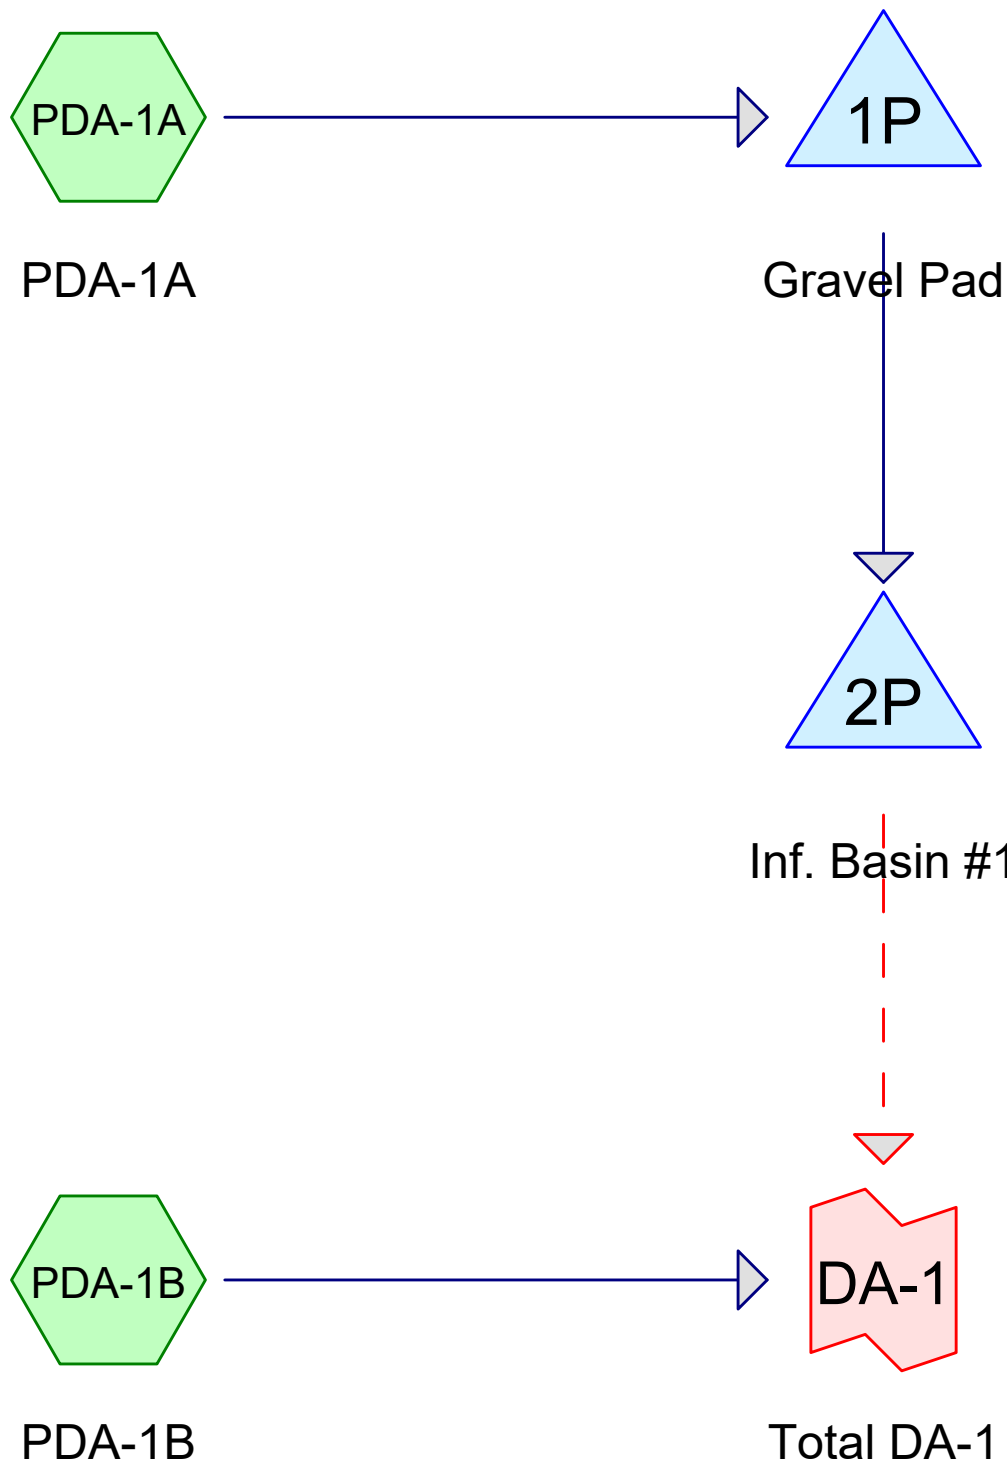 PDA-1A
1P
PDA-1A
Gravel Pad
2P
Inf. Basin #1
PDA-1B
DA-1
PDA-1B
Total DA-1